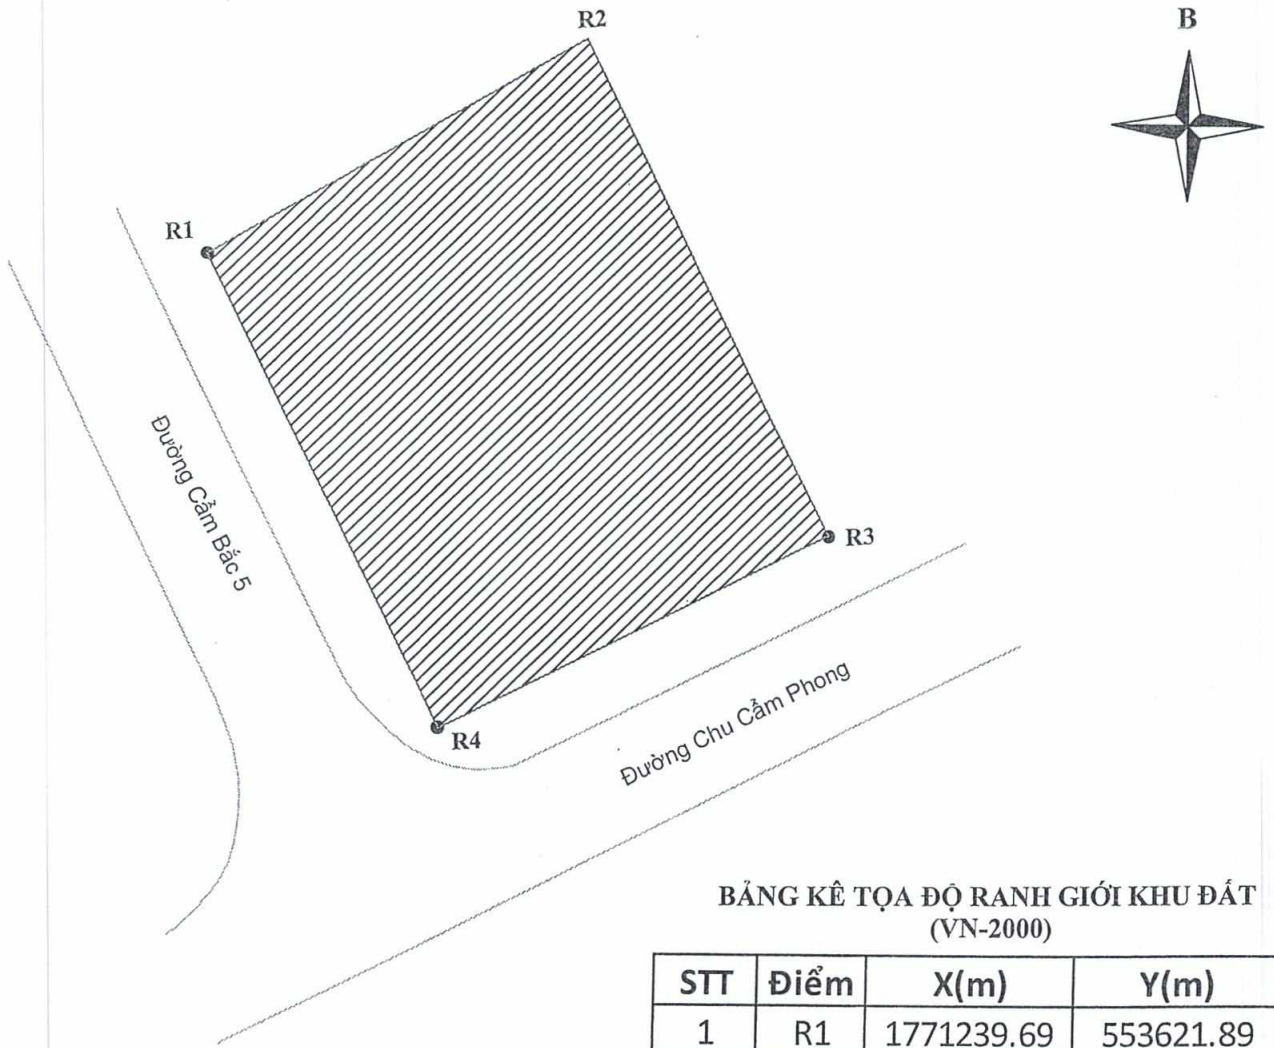 R2
B
R1
R3
Đường Cẩm Bắc 5
R4
Đường Chu Cẩm Phong
BẢNG KÊ TỌA ĐỘ RANH GIỚI KHU ĐẤT
(VN-2000)
STT Điểm X(m) Y(m)
1 R1 1771239.69 553621.89